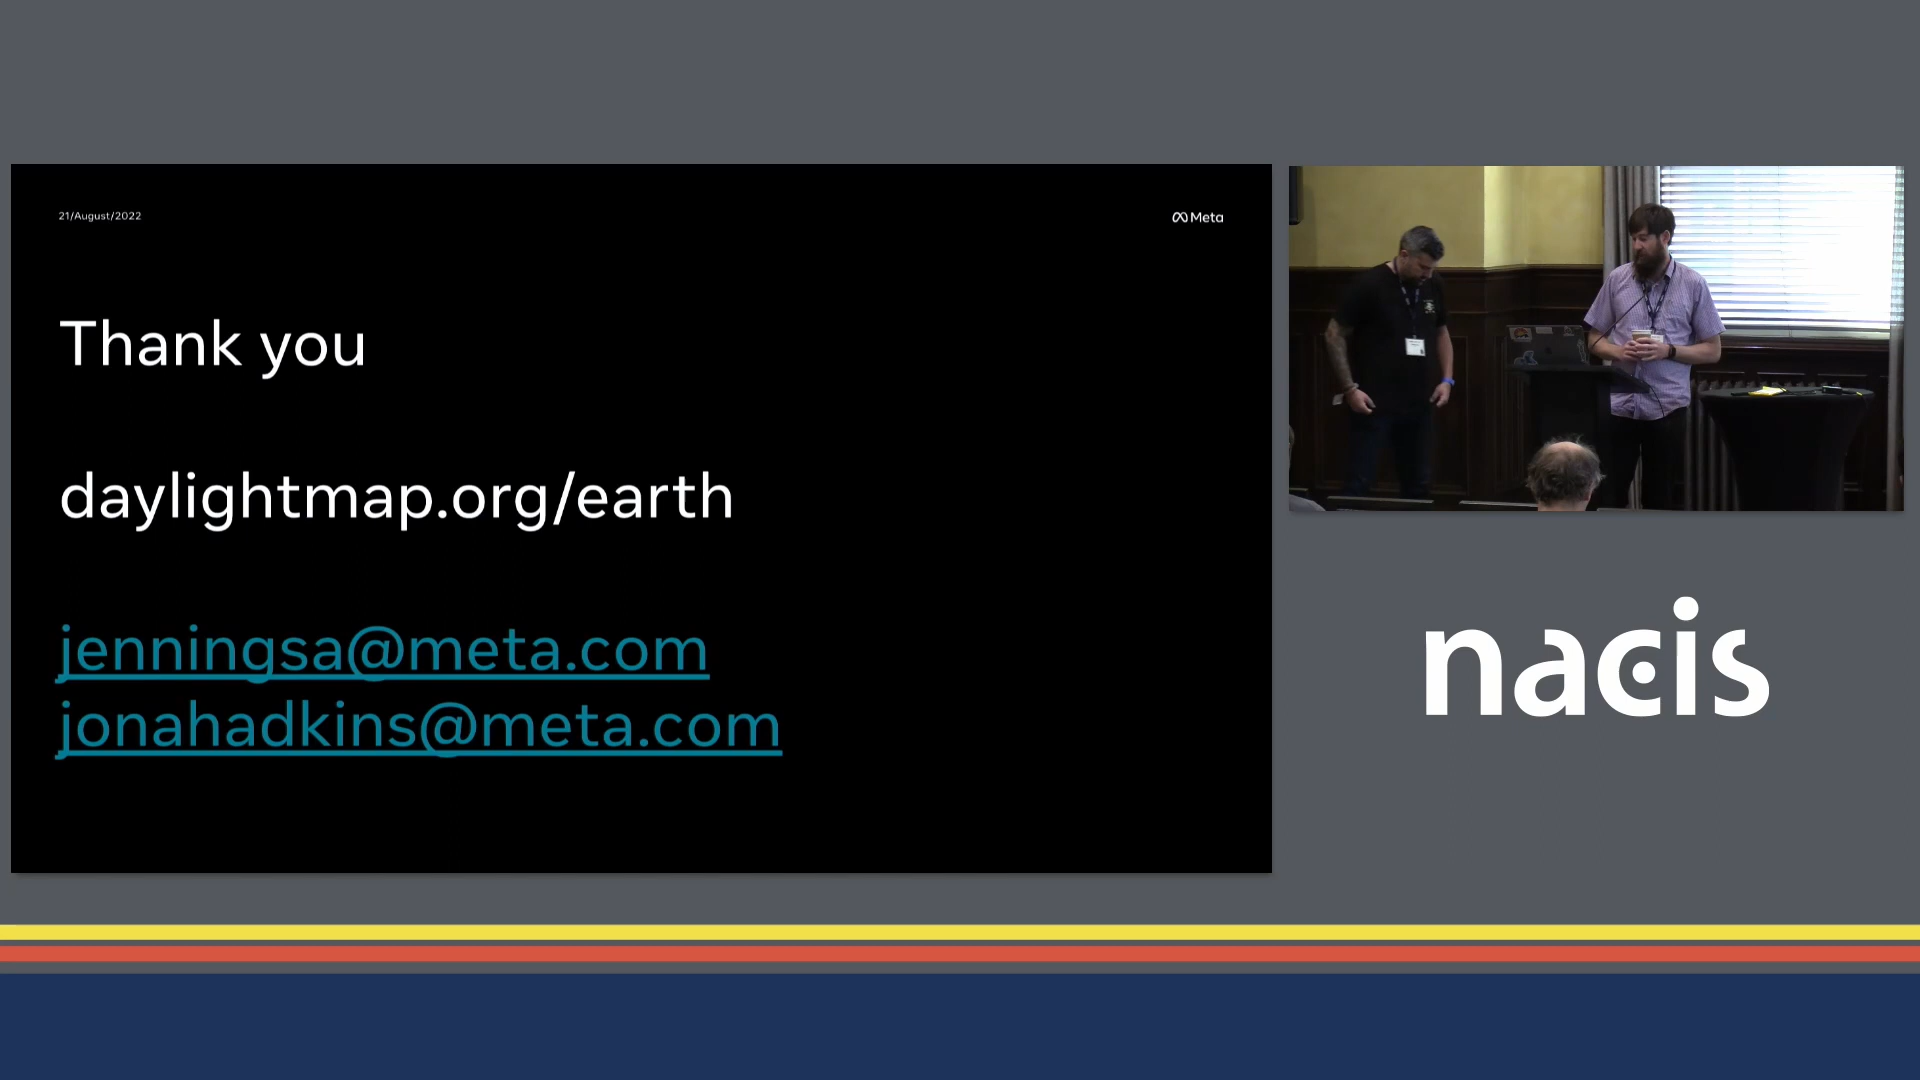 21/August/2022
Meta
Thank you
daylightmap.org/earth
jenningsa@meta.com
jonahadkins@meta.com
nacis